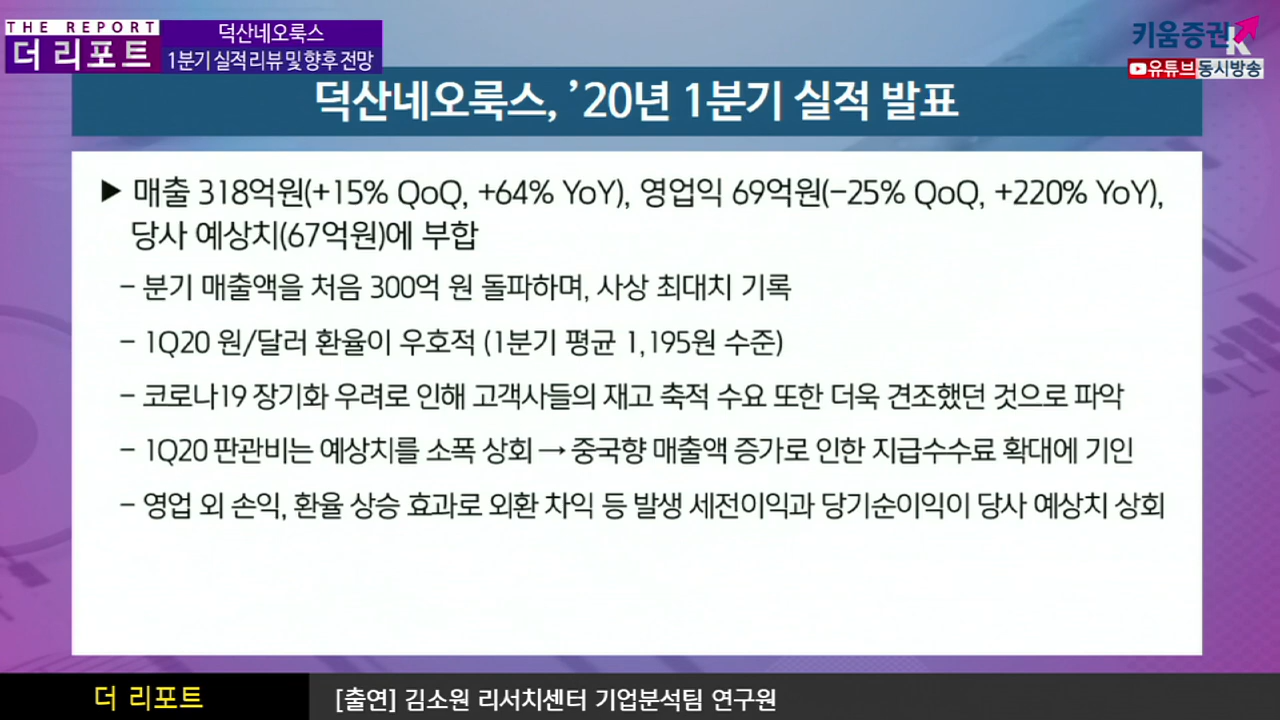 THE REPORT
더 리포트
덕산네오룩스
1분기 실적 리뷰 및 향후 전망
키움증권
유튜브 동시방송
덕산네오룩스, ’20년 1분기 실적 발표
▶ 매출 318억원(+15% QoQ, +64% YoY), 영업익 69억원(-25% QoQ, +220% YoY),
당사 예상치(67억원)에 부합
- 분기 매출액을 처음 300억 원 돌파하며, 사상 최대치 기록
- 1Q20 원/달러 환율이 우호적 (1분기 평균 1,195원 수준)
- 코로나19 장기화 우려로 인해 고객사들의 재고 축적 수요 또한 더욱 견조했던 것으로 파악
- 1Q20 판관비는 예상치를 소폭 상회 → 중국향 매출액 증가로 인한 지급수수료 확대에 기인
- 영업 외 손익, 환율 상승 효과로 외환 차익 등 발생 세전이익과 당기순이익이 당사 예상치 상회
더 리포트
[출연] 김소원 리서치센터 기업분석팀 연구원